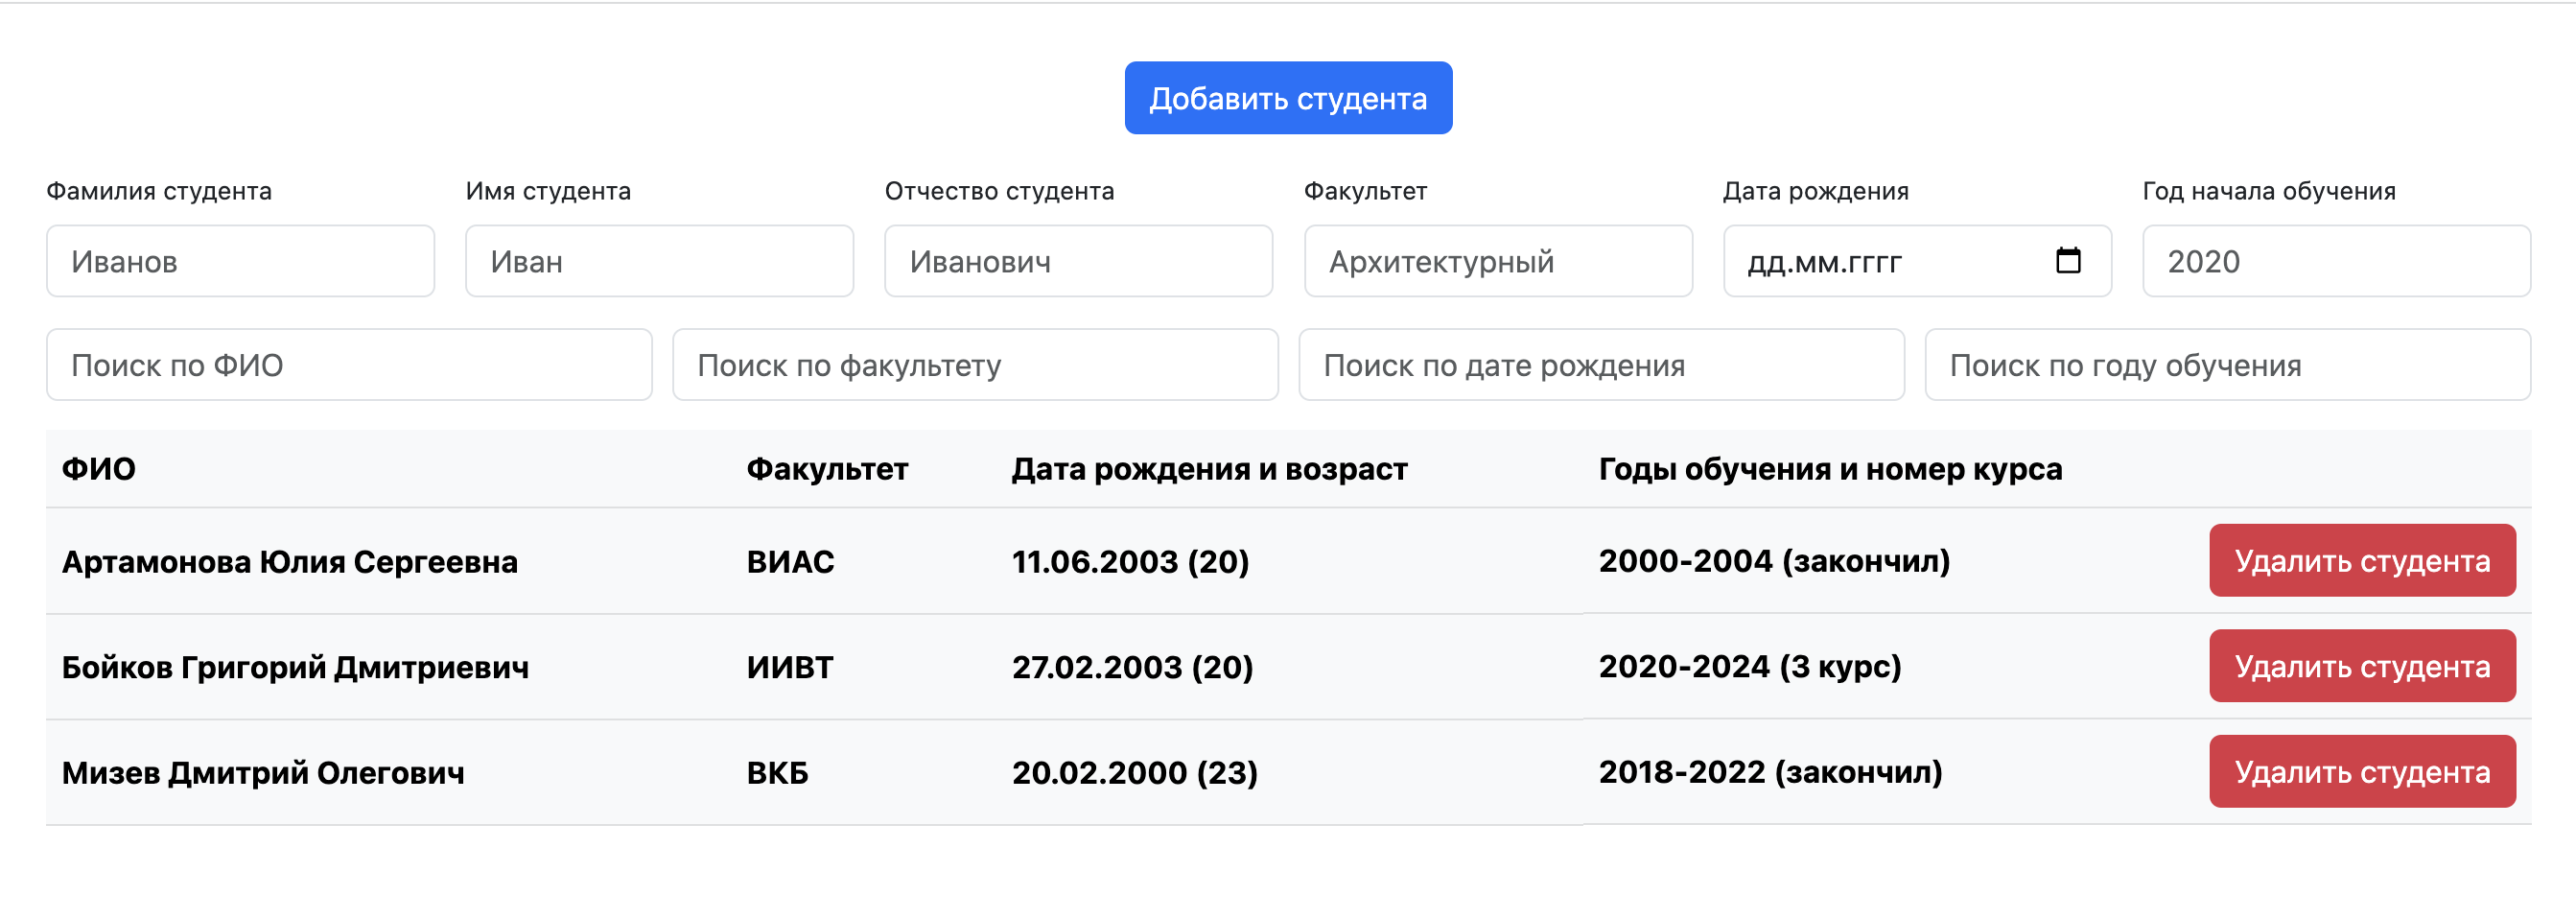 Добавить студента
Фамилия студента Имя студента Отчество студента Факультет Дата рождения Год начала обучения
Иванов Иван Иванович Архитектурный дд.мм.гггг 2020
Поиск по ФИО Поиск по факультету Поиск по дате рождения Поиск по году обучения
ФИО Факультет Дата рождения и возраст Годы обучения и номер курса
Артамонова Юлия Сергеевна ВИАС 11.06.2003 (20) 2000-2004 (закончил) Удалить студента
Бойков Григорий Дмитриевич ИИВТ 27.02.2003 (20) 2020-2024 (3 курс) Удалить студента
Мизев Дмитрий Олегович ВКБ 20.02.2000 (23) 2018-2022 (закончил) Удалить студента